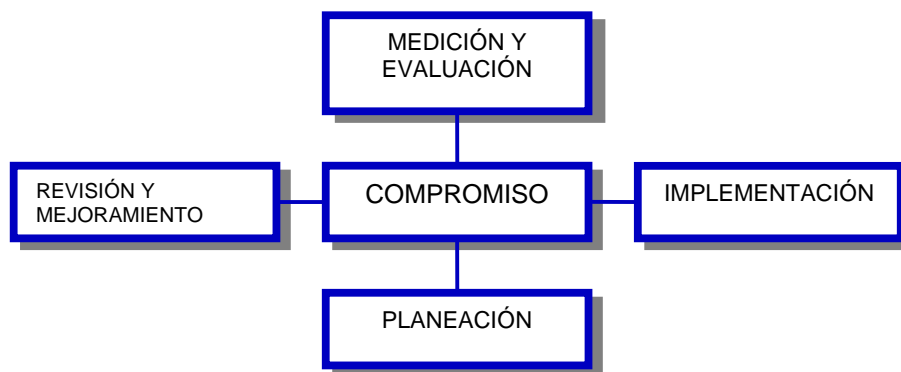 MEDICIÓN Y
EVALUACIÓN
REVISIÓN Y
MEJORAMIENTO
COMPROMISO
IMPLEMENTACIÓN
PLANEACIÓN